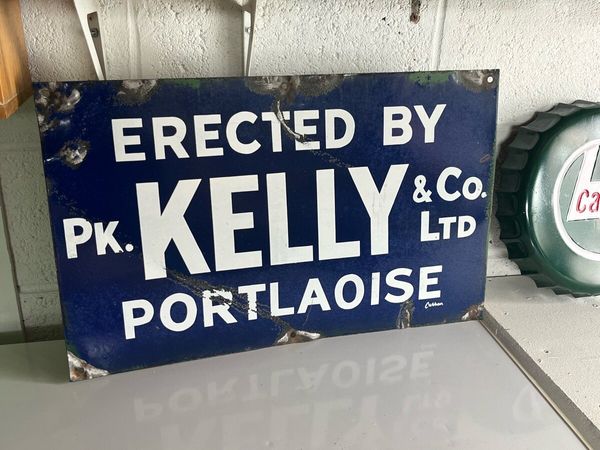 ERECTED BY
PK. KELLY & CO. LTD
PORTLAOISE